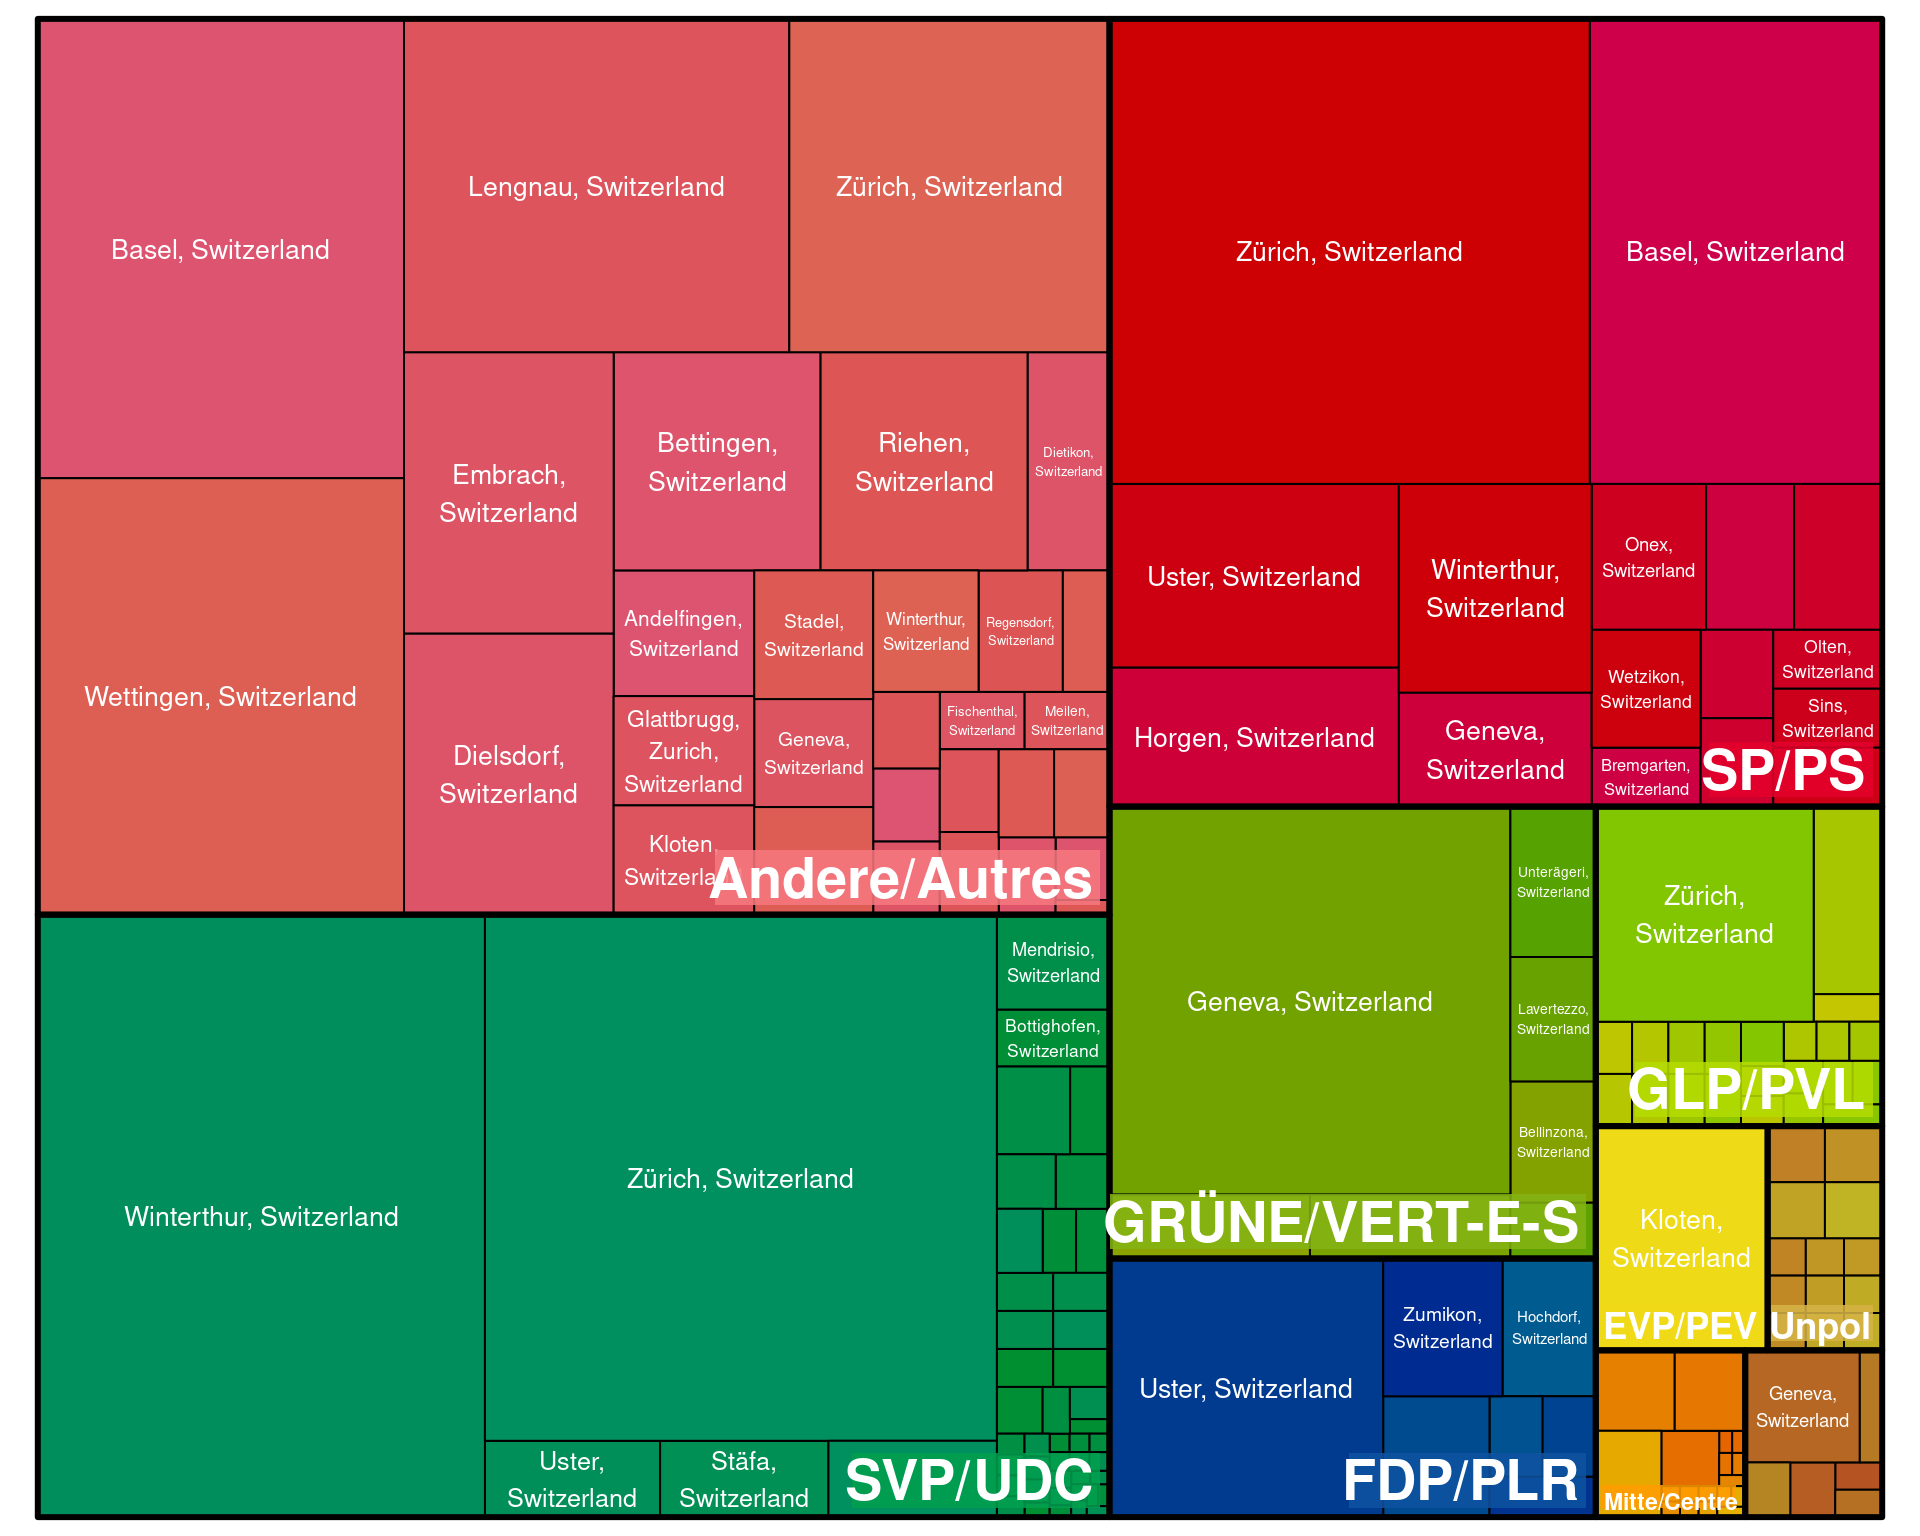 Basel, Switzerland
Lengnau, Switzerland
Zürich, Switzerland
Wettingen, Switzerland
Embrach,
Switzerland
Bettingen,
Switzerland
Riehen,
Switzerland
Dietikon,
Switzerland
Dielsdorf,
Switzerland
Andelfingen,
Switzerland
Stadel,
Switzerland
Winterthur,
Switzerland
Regensdorf,
Switzerland
Glattbrugg,
Zurich,
Switzerland
Geneva,
Switzerland
Fischenthal,
Switzerland
Meilen,
Switzerland
Kloten,
Switzerla
Andere/Autres
Zürich, Switzerland
Basel, Switzerland
Uster, Switzerland
Winterthur,
Switzerland
Horgen, Switzerland
Geneva,
Switzerland
Onex,
Switzerland
Wetzikon,
Switzerland
Olten,
Switzerland
Sins,
Switzerland
Bremgarten,
Switzerland
SP/PS
Winterthur, Switzerland
Zürich, Switzerland
Mendrisio,
Switzerland
Bottighofen,
Switzerland
Uster,
Switzerland
Stäfa,
Switzerland
SVP/UDC
Geneva, Switzerland
Unterägeri,
Switzerland
Lavertezzo,
Switzerland
Bellinzona,
Switzerland
GRÜNE/VERT-E-S
Zürich,
Switzerland
GLP/PVL
Uster, Switzerland
Zumikon,
Switzerland
Hochdorf,
Switzerland
FDP/PLR
Kloten,
Switzerland
EVP/PEV
Unpol
Mitte/Centre
Geneva,
Switzerland